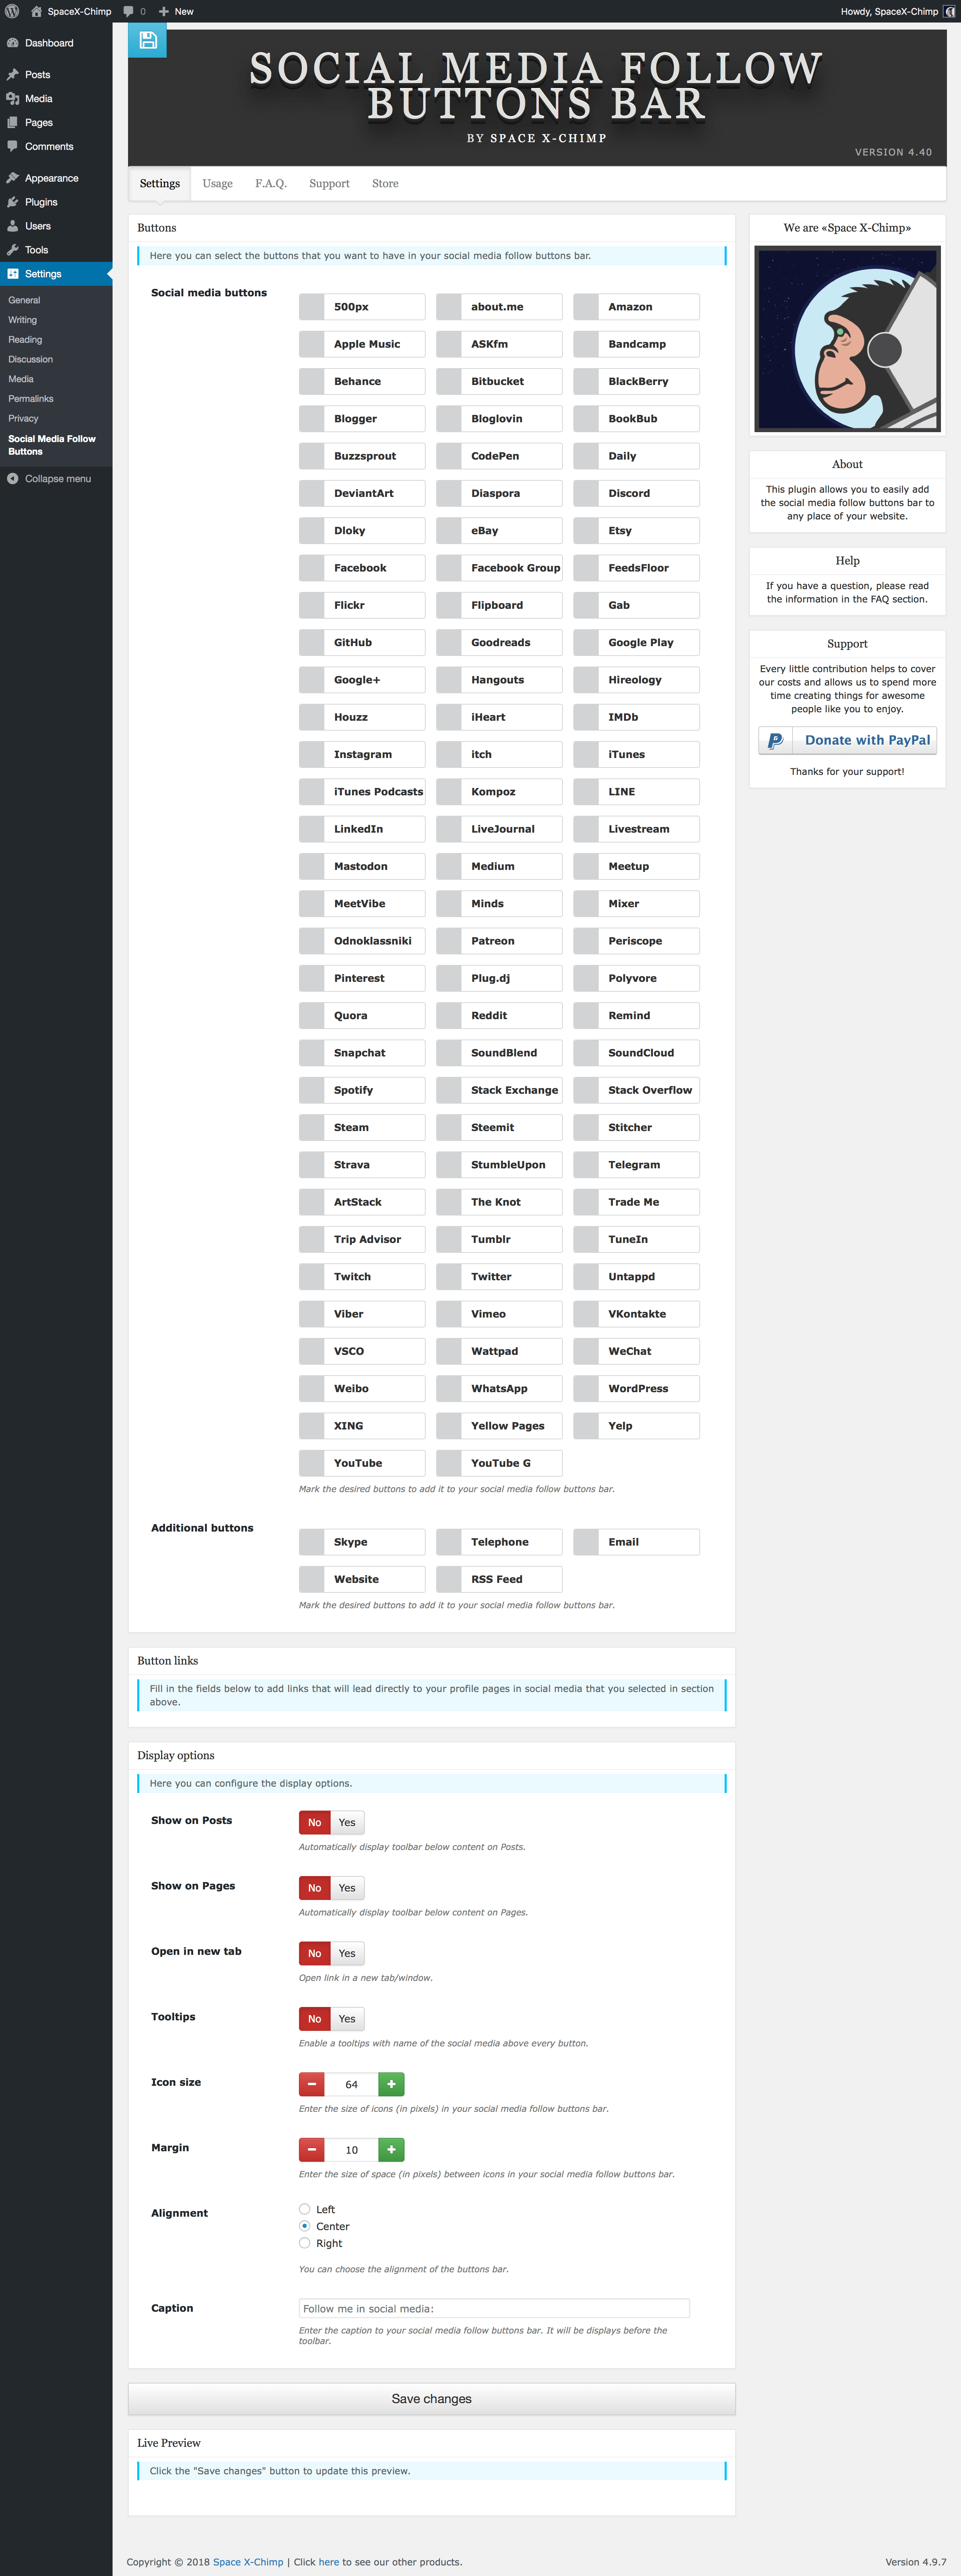 SpaceX-Chimp 0 New Howdy, SpaceX-Chimp
Dashboard
Posts
Media
Pages
Comments
Appearance
Plugins
Users
Tools
Settings
General
Writing
Reading
Discussion
Media
Permalinks
Privacy
Social Media Follow
Buttons
Collapse menu
SOCIAL MEDIA FOLLOW
BUTTONS BAR
BY SPACE X-CHIMP
VERSION 4.40
Settings Usage F.A.Q. Support Store
Buttons
Here you can select the buttons that you want to have in your social media follow buttons bar.
Social media buttons
500px about.me Amazon
Apple Music ASKfm Bandcamp
Behance Bitbucket BlackBerry
Blogger Bloglovin BookBub
Buzzsprout CodePen Daily
DeviantArt Diaspora Discord
Dloky eBay Etsy
Facebook Facebook Group FeedsFloor
Flickr Flipboard Gab
GitHub Goodreads Google Play
Google+ Hangouts Hireology
Houzz iHeart IMDb
Instagram itch iTunes
iTunes Podcasts Kompoz LINE
LinkedIn LiveJournal Livestream
Mastodon Medium Meetup
MeetVibe Minds Mixer
Odnoklassniki Patreon Periscope
Pinterest Plug.dj Polyvore
Quora Reddit Remind
Snapchat SoundBlend SoundCloud
Spotify Stack Exchange Stack Overflow
Steam Steemit Stitcher
Strava StumbleUpon Telegram
ArtStack The Knot Trade Me
Trip Advisor Tumblr TuneIn
Twitch Twitter Untappd
Viber Vimeo VKontakte
VSCO Wattpad WeChat
Weibo WhatsApp WordPress
XING Yellow Pages Yelp
YouTube YouTube G
Mark the desired buttons to add it to your social media follow buttons bar.
Additional buttons
Skype Telephone Email
Website RSS Feed
Mark the desired buttons to add it to your social media follow buttons bar.
Button links
Fill in the fields below to add links that will lead directly to your profile pages in social media that you selected in section
above.
Display options
Here you can configure the display options.
Show on Posts No Yes
Automatically display toolbar below content on Posts.
Show on Pages No Yes
Automatically display toolbar below content on Pages.
Open in new tab No Yes
Open link in a new tab/window.
Tooltips No Yes
Enable a tooltips with name of the social media above every button.
Icon size − 64 +
Enter the size of icons (in pixels) in your social media follow buttons bar.
Margin − 10 +
Enter the size of space (in pixels) between icons in your social media follow buttons bar.
Alignment
Left
Center
Right
You can choose the alignment of the buttons bar.
Caption Follow me in social media:
Enter the caption to your social media follow buttons bar. It will be displays before the
toolbar.
Save changes
Live Preview
Click the "Save changes" button to update this preview.
We are «Space X-Chimp»
About
This plugin allows you to easily add
the social media follow buttons bar to
any place of your website.
Help
If you have a question, please read
the information in the FAQ section.
Support
Every little contribution helps to cover
our costs and allows us to spend more
time creating things for awesome
people like you to enjoy.
Donate with PayPal
Thanks for your support!
Copyright © 2018 Space X-Chimp | Click here to see our other products. Version 4.9.7